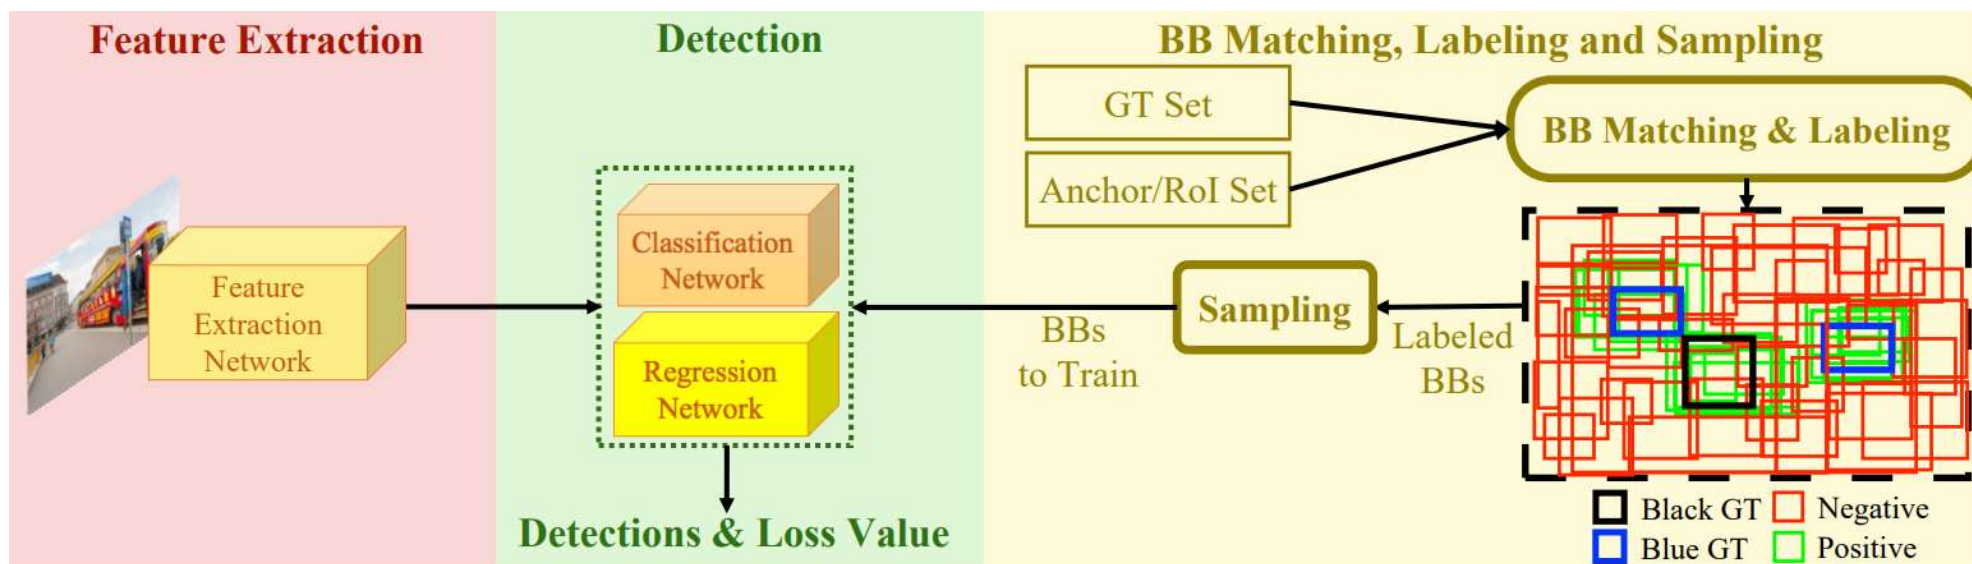 Feature Extraction
Feature
Extraction
Network
Detection
Classification
Network
Regression
Network
Detections & Loss Value
BB Matching, Labeling and Sampling
GT Set
Anchor/RoI Set
BB Matching & Labeling
Sampling
BBs
to Train
Labeled
BBs
Black GT
Negative
Blue GT
Positive